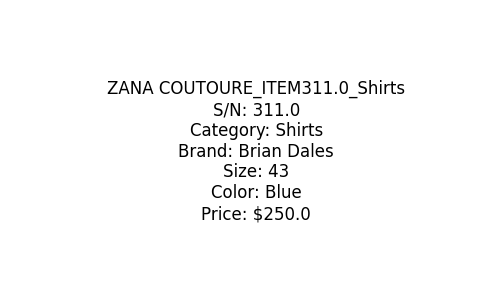 ZANA COUTOURE_ITEM311.0_Shirts
S/N: 311.0
Category: Shirts
Brand: Brian Dales
Size: 43
Color: Blue
Price: $250.0